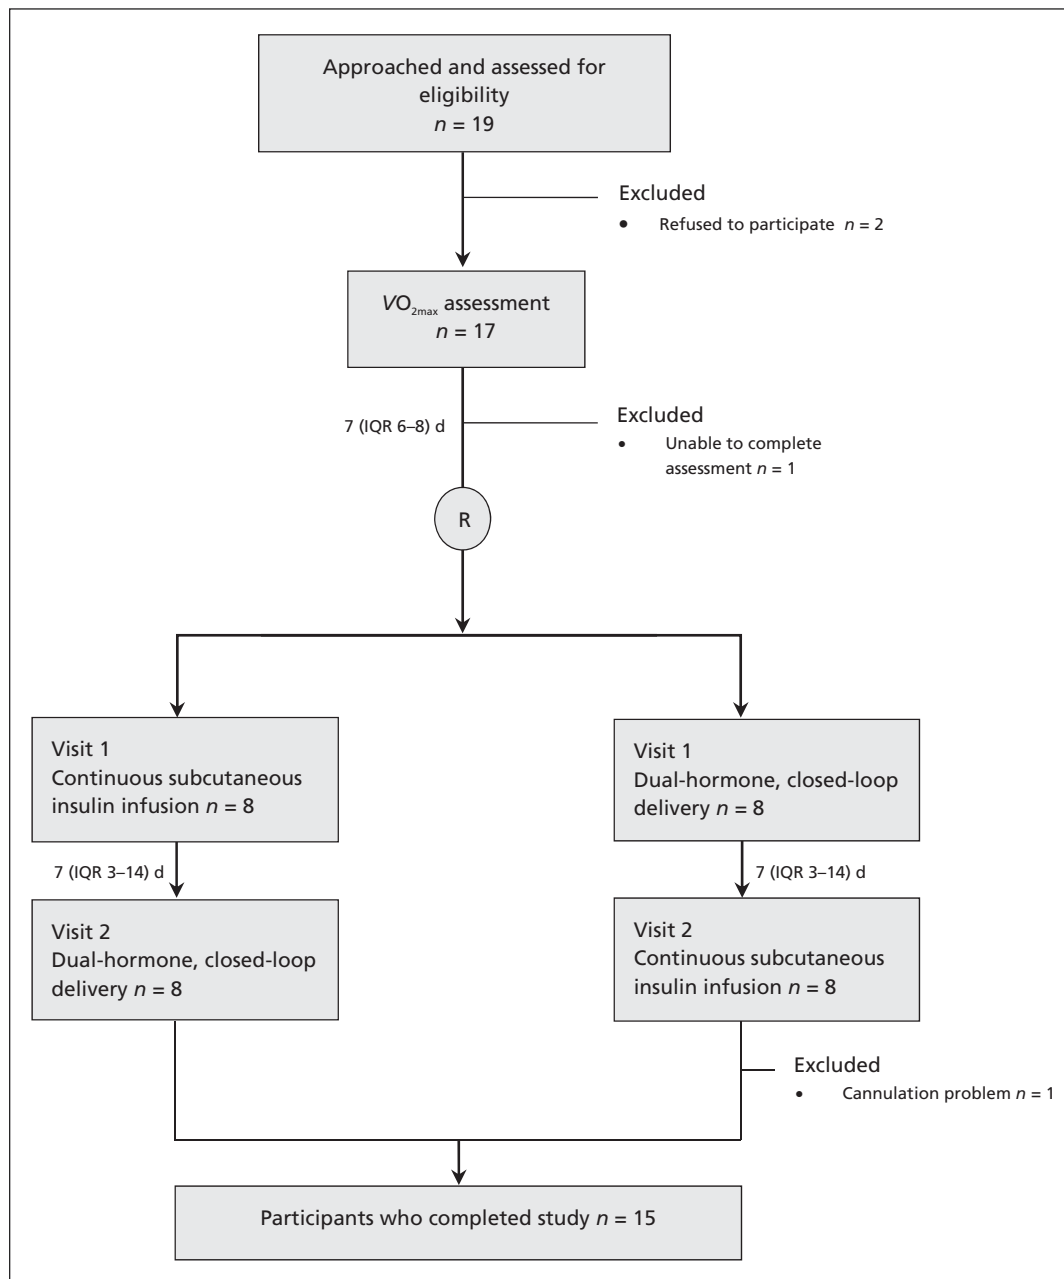 Approached and assessed for
eligibility
n = 19
Excluded
• Refused to participate n = 2
VO2max assessment
n = 17
7 (IQR 6–8) d
Excluded
• Unable to complete
assessment n = 1
R
Visit 1
Continuous subcutaneous
insulin infusion n = 8
Visit 1
Dual-hormone, closed-loop
delivery n = 8
7 (IQR 3–14) d
7 (IQR 3–14) d
Visit 2
Dual-hormone, closed-loop
delivery n = 8
Visit 2
Continuous subcutaneous
insulin infusion n = 8
Excluded
• Cannulation problem n = 1
Participants who completed study n = 15